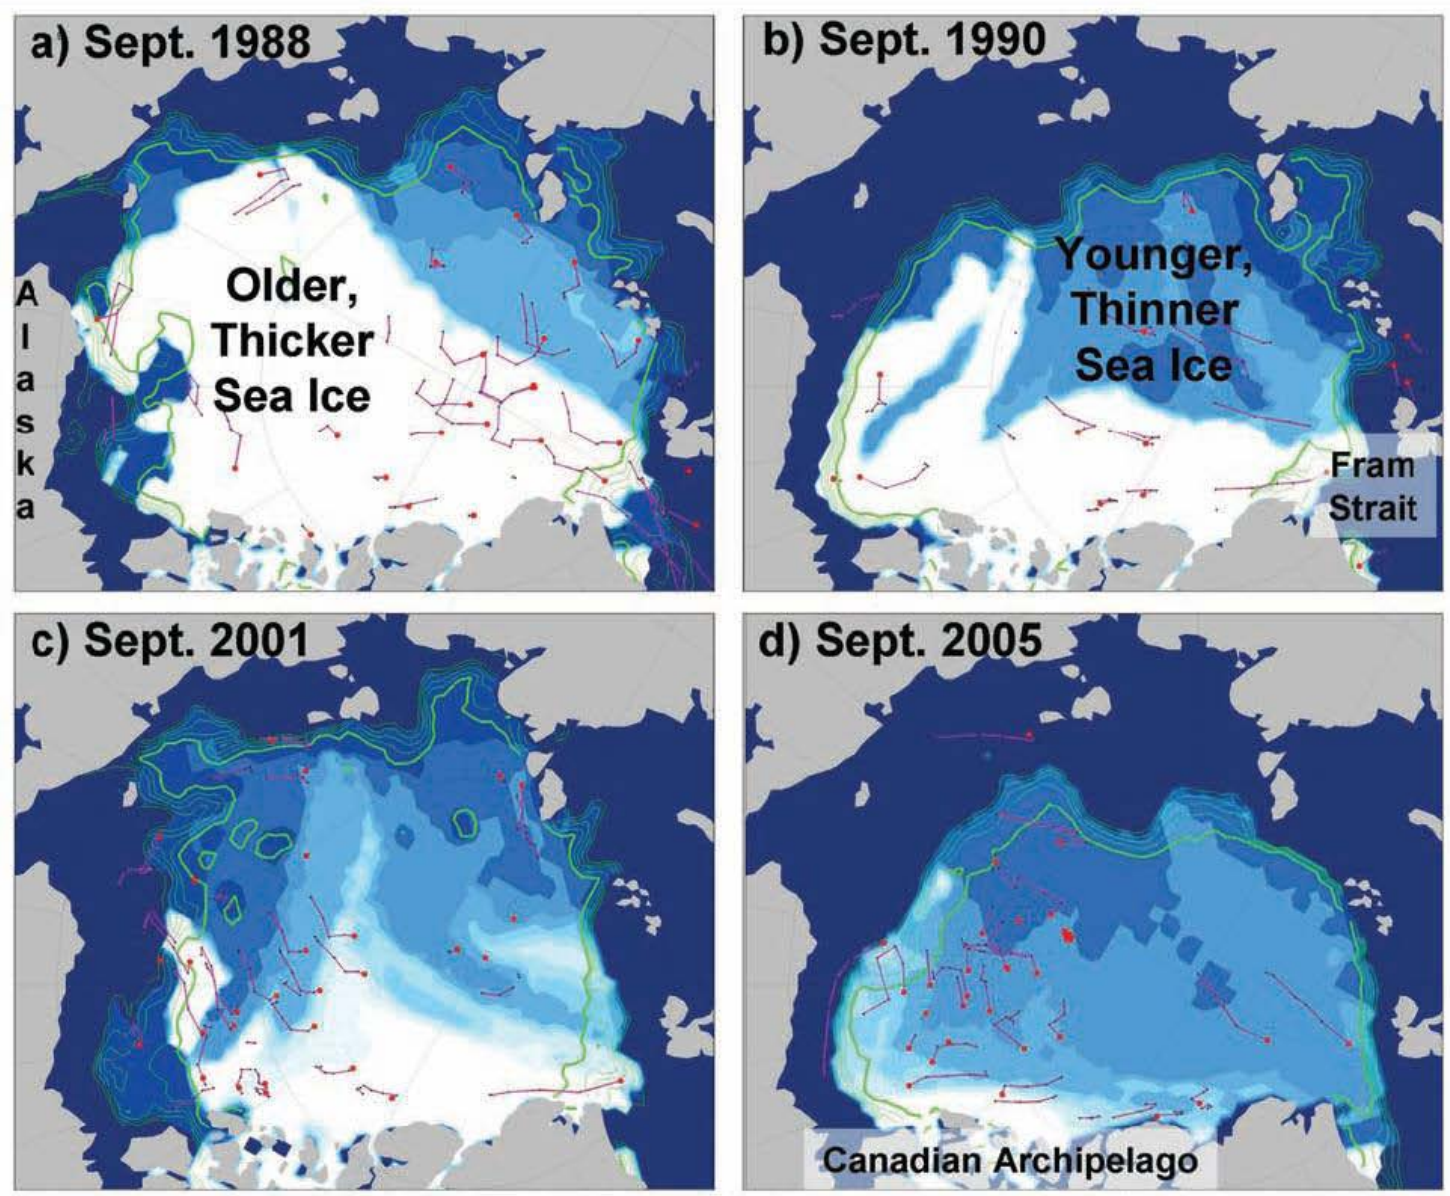 a) Sept. 1988
Older,
Thicker
Sea Ice
Alaska
b) Sept. 1990
Younger,
Thinner
Sea Ice
Fram
Strait
c) Sept. 2001
d) Sept. 2005
Canadian Archipelago